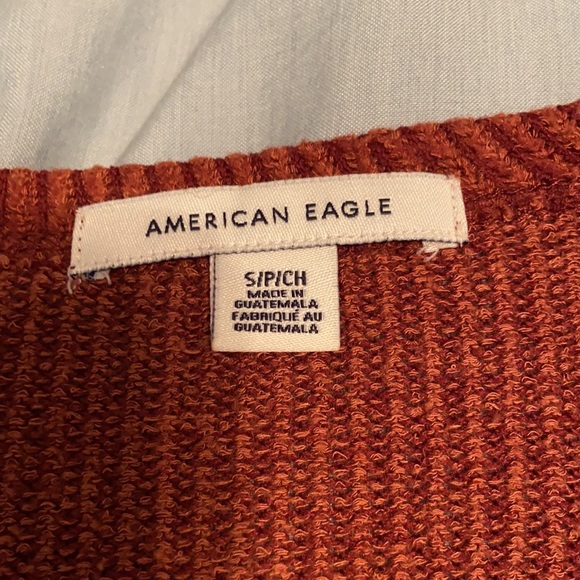 AMERICAN EAGLE
S/P/CH
MADE IN
GUATEMALA
FABRIQUÉ AU
GUATEMALA